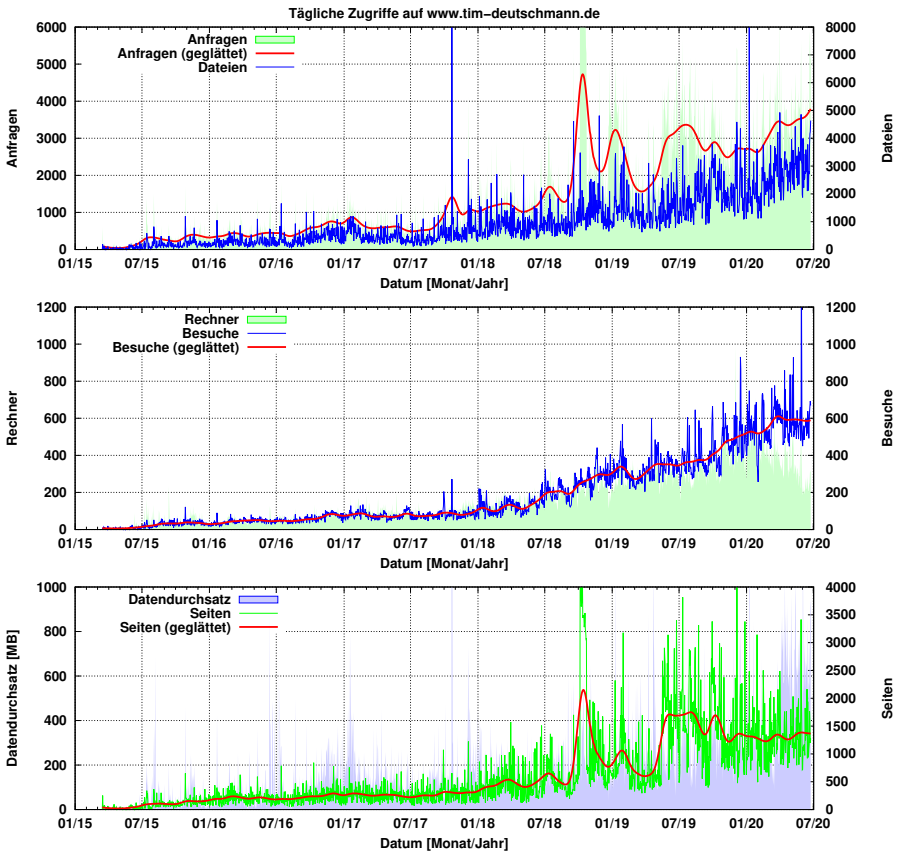 Tägliche Zugriffe auf www.tim−deutschmann.de
Anfragen
Anfragen (geglättet)
Dateien
6000
5000
4000
3000
2000
1000
0
8000
7000
6000
5000
4000
3000
2000
1000
0
Anfragen
Dateien
01/15 07/15 01/16 07/16 01/17 07/17 01/18 07/18 01/19 07/19 01/20 07/20
Datum [Monat/Jahr]
Rechner
Besuche
Besuche (geglättet)
1200
1000
800
600
400
200
0
1200
1000
800
600
400
200
0
Rechner
Besuche
01/15 07/15 01/16 07/16 01/17 07/17 01/18 07/18 01/19 07/19 01/20 07/20
Datum [Monat/Jahr]
Datendurchsatz
Seiten
Seiten (geglättet)
1000
800
600
400
200
0
4000
3500
3000
2500
2000
1500
1000
500
0
Datendurchsatz [MB]
Seiten
01/15 07/15 01/16 07/16 01/17 07/17 01/18 07/18 01/19 07/19 01/20 07/20
Datum [Monat/Jahr]